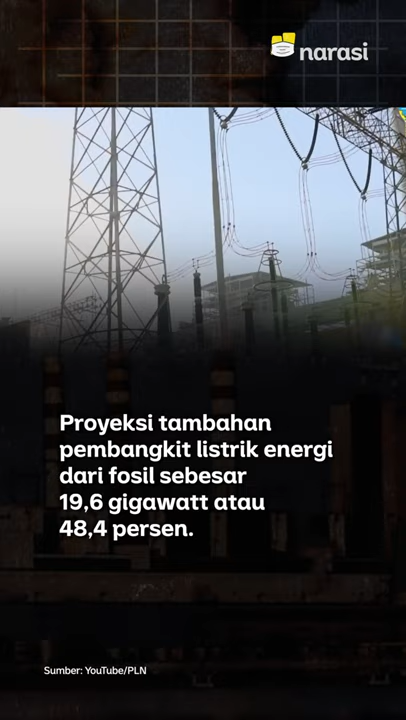 narasi
Proyeksi tambahan
pembangkit listrik energi
dari fosil sebesar
19,6 gigawatt atau
48,4 persen.
Sumber: YouTube/PLN